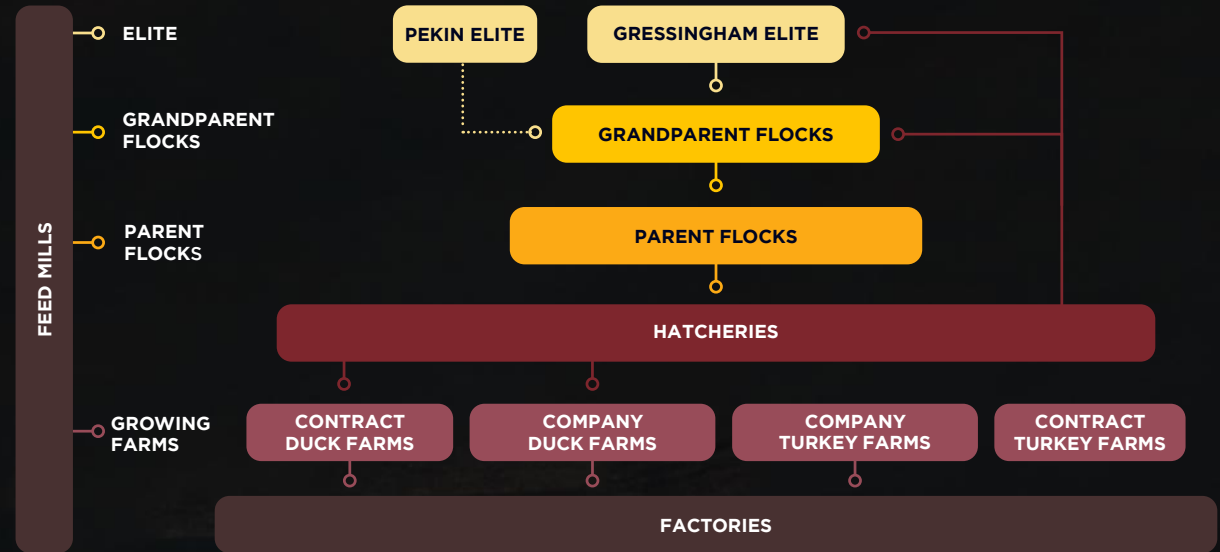 ELITE
PEKIN ELITE
GRESSINGHAM ELITE
GRANDPARENT
FLOCKS
GRANDPARENT FLOCKS
PARENT
FLOCKS
PARENT FLOCKS
FEED MILLS
HATCHERIES
GROWING
FARMS
CONTRACT
DUCK FARMS
COMPANY
DUCK FARMS
COMPANY
TURKEY FARMS
CONTRACT
TURKEY FARMS
FACTORIES